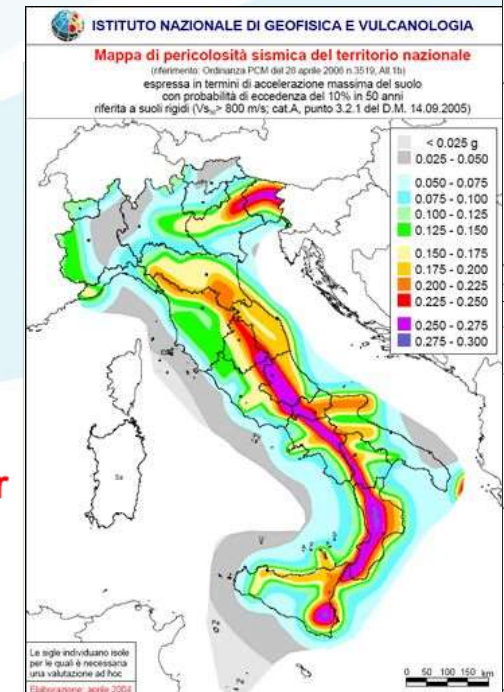 ISTITUTO NAZIONALE DI GEOFISICA E VULCANOLOGIA
Mappa di pericolosità sismica del territorio nazionale
(riferimento: Ordinanza PCM del 28 aprile 2006 n.3519, All.1b)
espressa in termini di accelerazione massima del suolo
con probabilità di eccedenza del 10% in 50 anni
riferita a suoli rigidi (Vs₃₀> 800 m/s; cat.A, punto 3.2.1 del D.M. 14.09.2005)
< 0.025 g
0.025 - 0.050
0.050 - 0.075
0.075 - 0.100
0.100 - 0.125
0.125 - 0.150
0.150 - 0.175
0.175 - 0.200
0.200 - 0.225
0.225 - 0.250
0.250 - 0.275
0.275 - 0.300
r
Le sigle individuano isole
per le quali è necessaria
una valutazione ad hoc
Elaborazione: aprile 2004
0 50 100 150 km